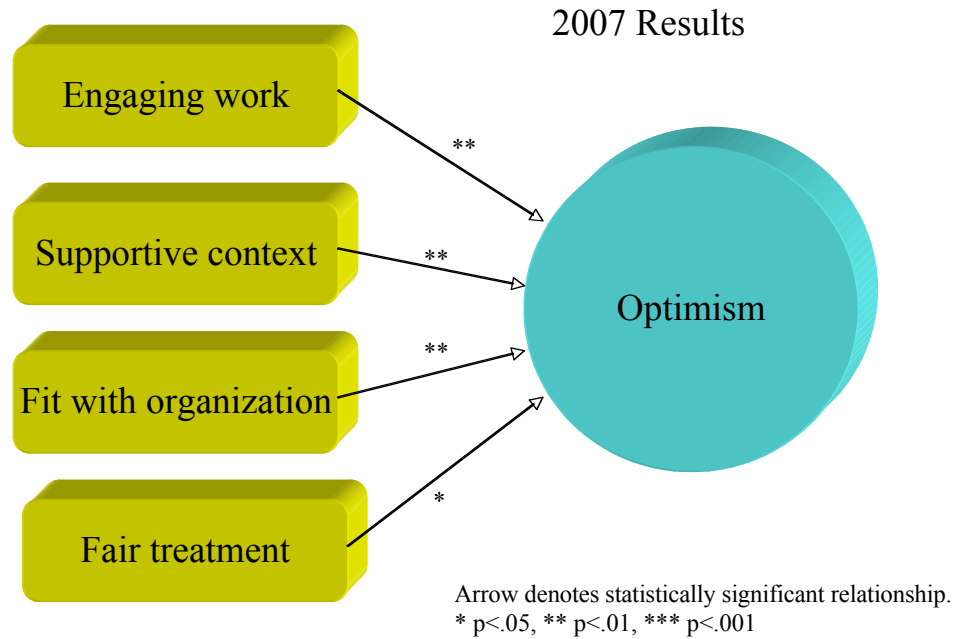 2007 Results
Engaging work
**
Supportive context
**
Optimism
Fit with organization
**
Fair treatment
*
Arrow denotes statistically significant relationship.
* p<.05, ** p<.01, *** p<.001